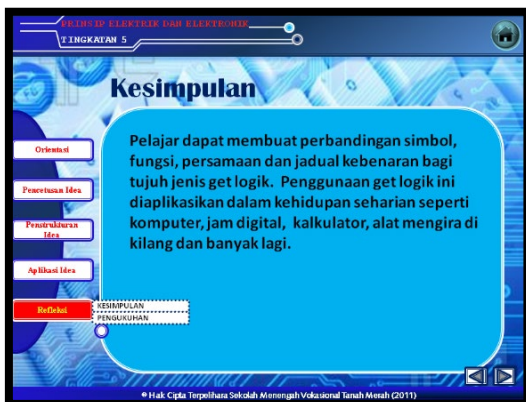 PRINSIP ELEKTRIK DAN ELEKTRONIK
TINGKATAN 5
Kesimpulan
Pelajar dapat membuat perbandingan simbol,
fungsi, persamaan dan jadual kebenaran bagi
tujuh jenis get logik. Penggunaan get logik ini
diaplikasikan dalam kehidupan seharian seperti
komputer, jam digital, kalkulator, alat mengira di
kilang dan banyak lagi.
Orientasi
Pencetusan Idea
Penstrukturan
Idea
Aplikasi Idea
Refleksi
KESIMPULAN
PENGUKUHAN
© Hak Cipta Terpelihara Sekolah Menengah Vokasional Tanah Merah (2011)